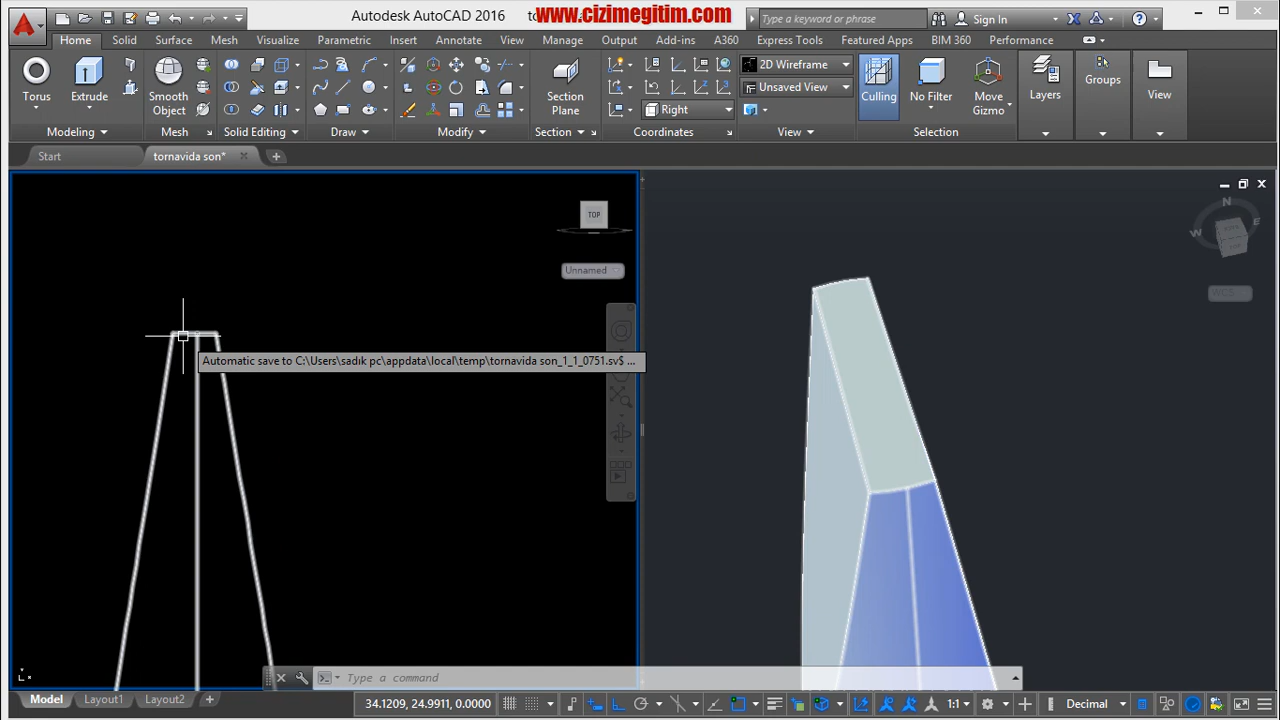 Autodesk AutoCAD 2016
www.cizimegitim.com
Type a keyword or phrase
Sign In
Home Solid Surface Mesh Visualize Parametric Insert Annotate View Manage Output Add-ins A360 Express Tools Featured Apps BIM 360 Performance
2D Wireframe
Unsaved View
Right
Torus Extrude Smooth Object Section Plane Culling No Filter Move Gizmo Layers Groups View
Modeling Mesh Solid Editing Draw Modify Section Coordinates View Selection
Start tornavida son*
TOP
Unnamed
N
W E
WCS
Automatic save to C:\Users\sadık pc\appdata\local\temp\tornavida son_1_1_0751.sv$ ...
Type a command
Model Layout1 Layout2
34.1209, 24.9911, 0.0000
1:1
Decimal